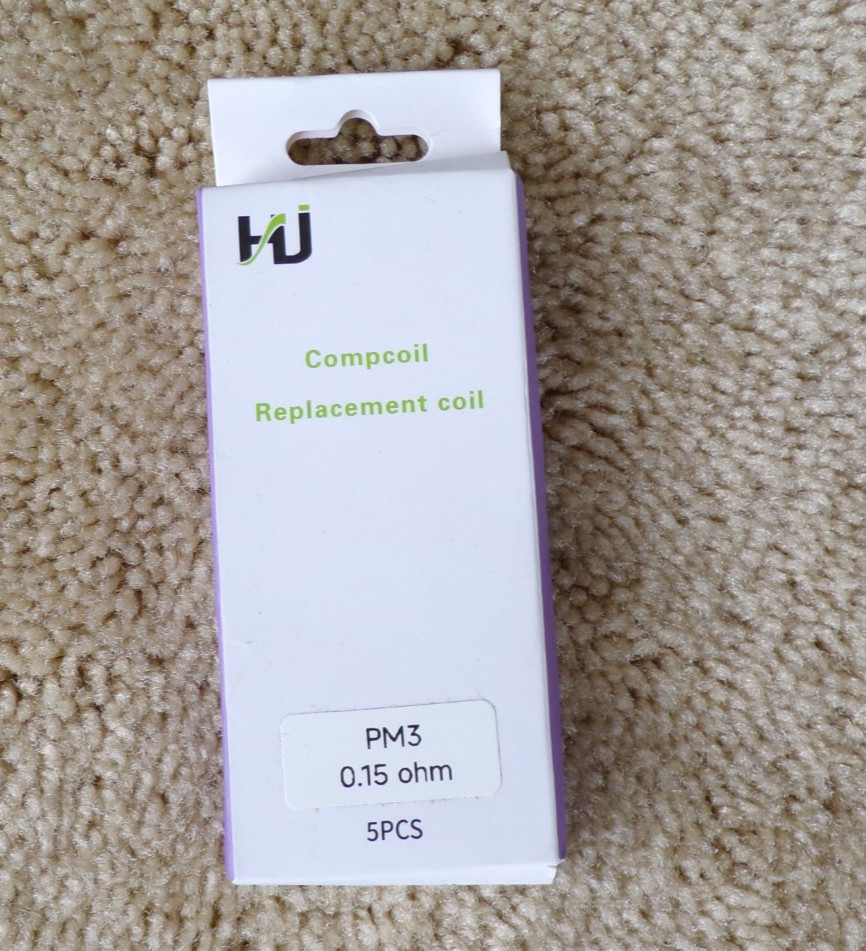 HJ
Compcoil
Replacement coil
PM3
0.15 ohm
5PCS